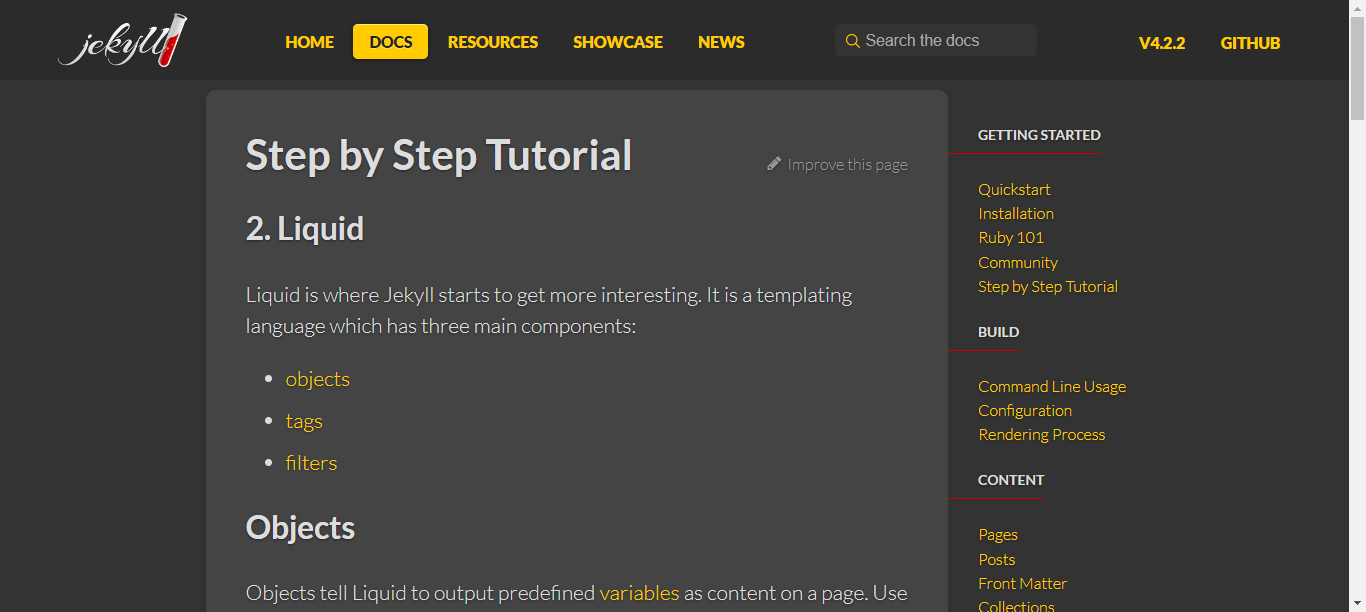 jekyll
HOME
DOCS
RESOURCES
SHOWCASE
NEWS
Search the docs
V4.2.2
GITHUB
Step by Step Tutorial
Improve this page
2. Liquid
Liquid is where Jekyll starts to get more interesting. It is a templating
language which has three main components:
objects
tags
filters
Objects
Objects tell Liquid to output predefined variables as content on a page. Use
GETTING STARTED
Quickstart
Installation
Ruby 101
Community
Step by Step Tutorial
BUILD
Command Line Usage
Configuration
Rendering Process
CONTENT
Pages
Posts
Front Matter
Collections